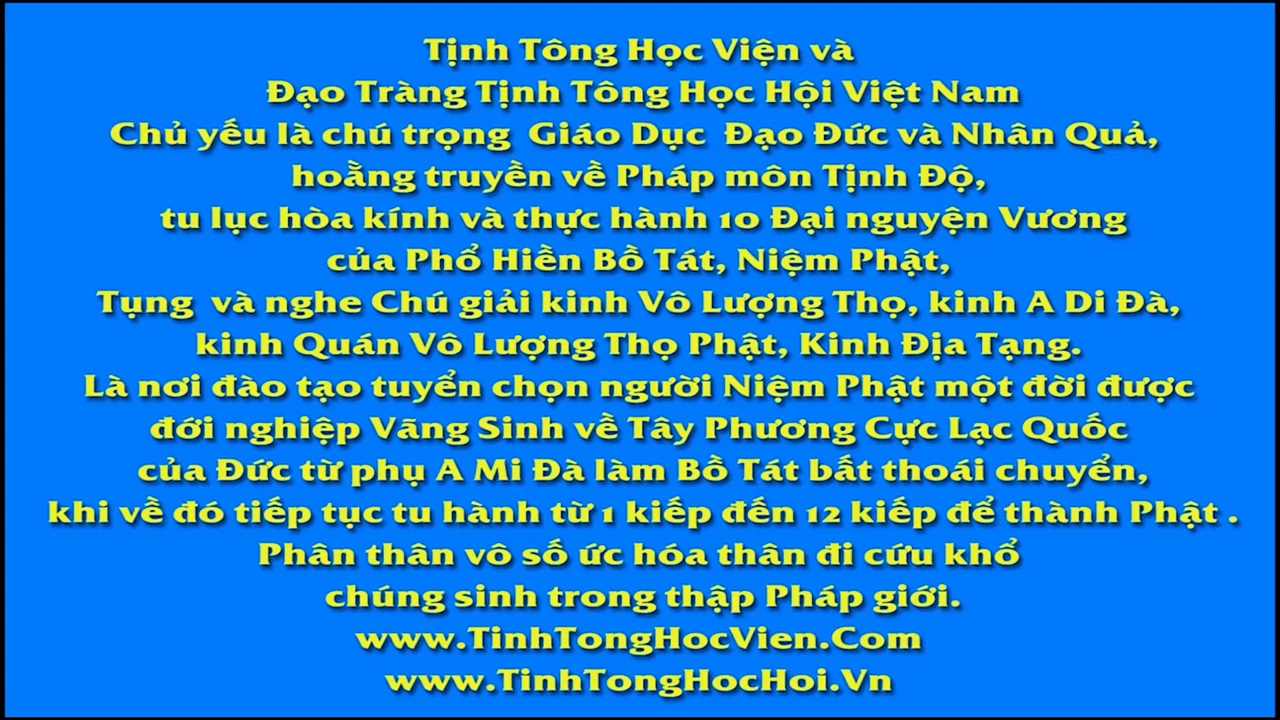 Tịnh Tông Học Viện và
Đạo Tràng Tịnh Tông Học Hội Việt Nam
Chủ yếu là chú trọng Giáo Dục Đạo Đức và Nhân Quả,
hoằng truyền về Pháp môn Tịnh Độ,
tu lục hòa kính và thực hành 10 Đại nguyện Vương
của Phổ Hiền Bồ Tát, Niệm Phật,
Tụng và nghe Chú giải kinh Vô Lượng Thọ, kinh A Di Đà,
kinh Quán Vô Lượng Thọ Phật, Kinh Địa Tạng.
Là nơi đào tạo tuyển chọn người Niệm Phật một đời được
đới nghiệp Vãng Sinh về Tây Phương Cực Lạc Quốc
của Đức từ phụ A Mi Đà làm Bồ Tát bất thoái chuyển,
khi về đó tiếp tục tu hành từ 1 kiếp đến 12 kiếp để thành Phật .
Phân thân vô số ức hóa thân đi cứu khổ
chúng sinh trong thập Pháp giới.
www.TinhTongHocVien.Com
www.TinhTongHocHoi.Vn